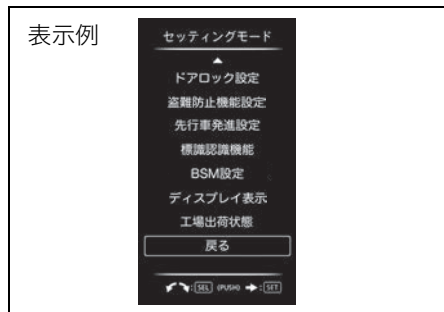 表示例
セッティングモード
ドアロック設定
盗難防止機能設定
先行車発進設定
標識認識機能
BSM設定
ディスプレイ表示
工場出荷状態
戻る
:SEL (PUSH) :SET